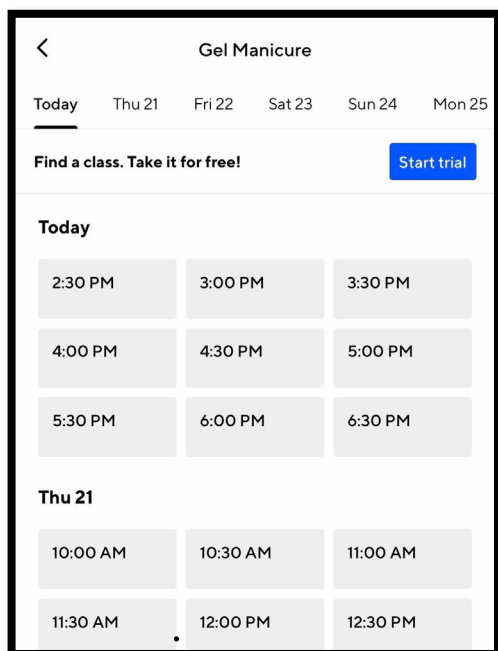 Gel Manicure
Today Thu 21 Fri 22 Sat 23 Sun 24 Mon 25
Find a class. Take it for free! Start trial
Today
2:30 PM 3:00 PM 3:30 PM
4:00 PM 4:30 PM 5:00 PM
5:30 PM 6:00 PM 6:30 PM
Thu 21
10:00 AM 10:30 AM 11:00 AM
11:30 AM 12:00 PM 12:30 PM